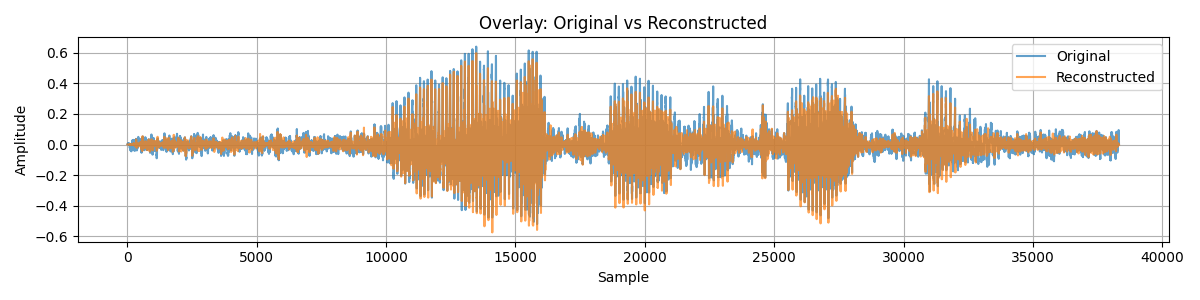 Overlay: Original vs Reconstructed
Original
Reconstructed
Amplitude
0.6
0.4
0.2
0.0
−0.2
−0.4
−0.6
0 5000 10000 15000 20000 25000 30000 35000 40000
Sample